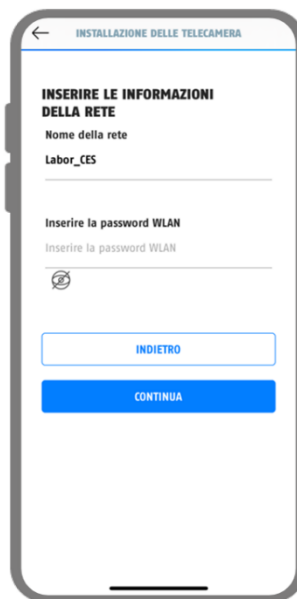 INSTALLAZIONE DELLE TELECAMERA
INSERIRE LE INFORMAZIONI
DELLA RETE
Nome della rete
Labor_CES
Inserire la password WLAN
Inserire la password WLAN
INDIETRO
CONTINUA